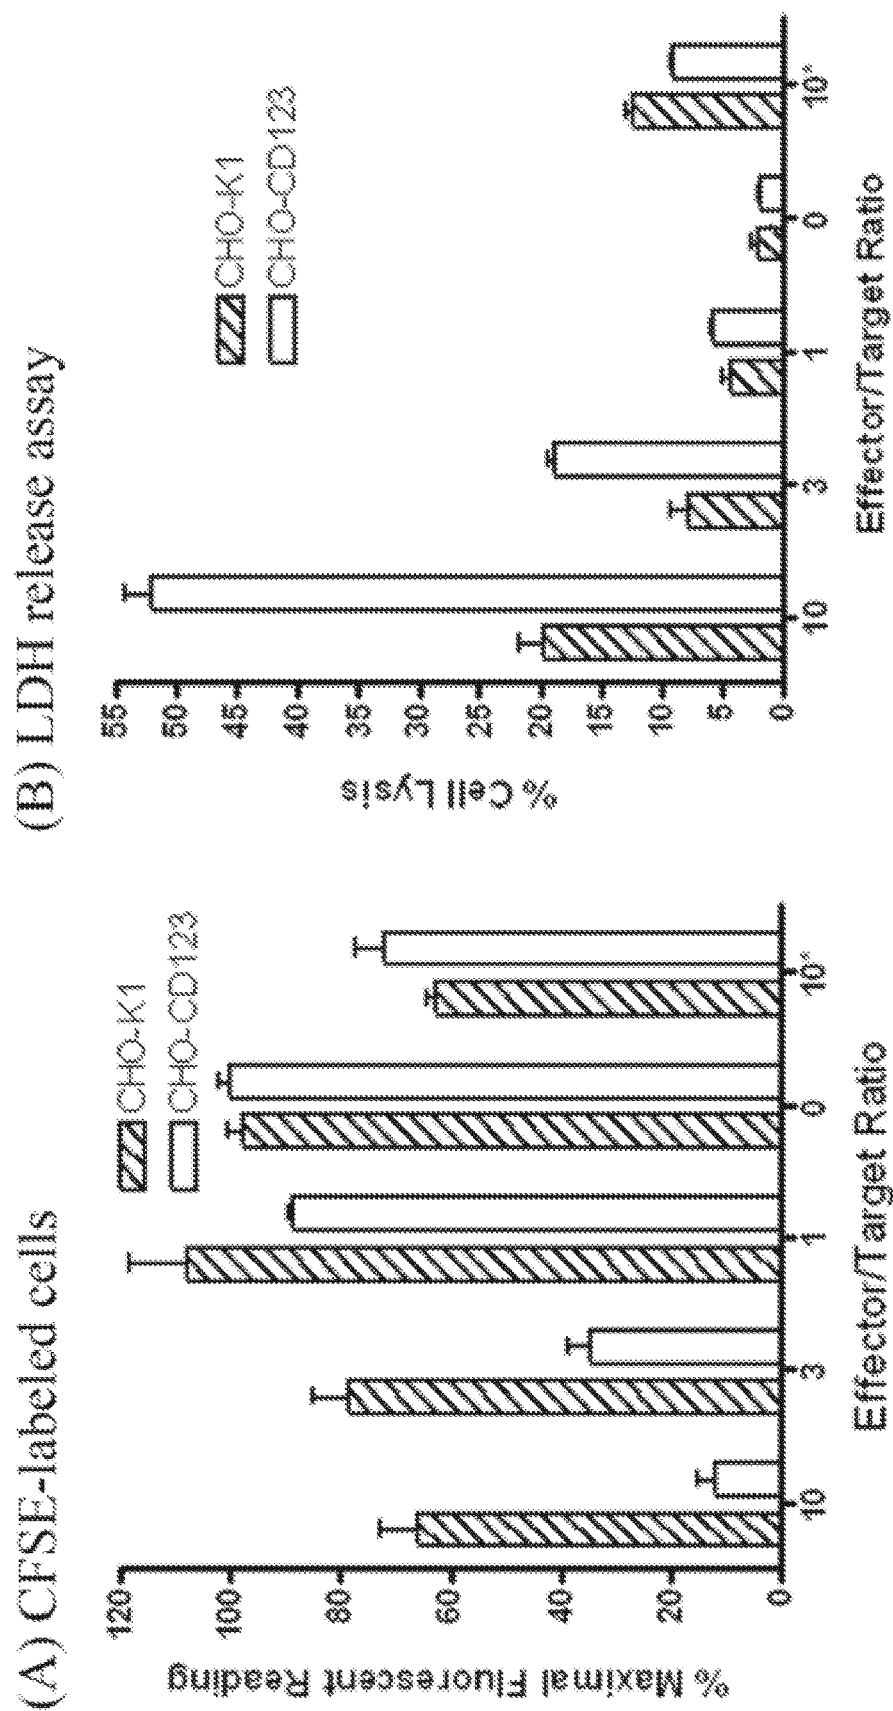 (A) CFSE-labeled cells
CHO-K1
CHO-CD123
% Maximal Fluorescent Reading
120
100
80
60
40
20
0
10
3
1
0
10*
Effector/Target Ratio
(B) LDH release assay
CHO-K1
CHO-CD123
% Cell Lysis
55
50
45
40
35
30
25
20
15
10
5
0
10
3
1
0
10*
Effector/Target Ratio